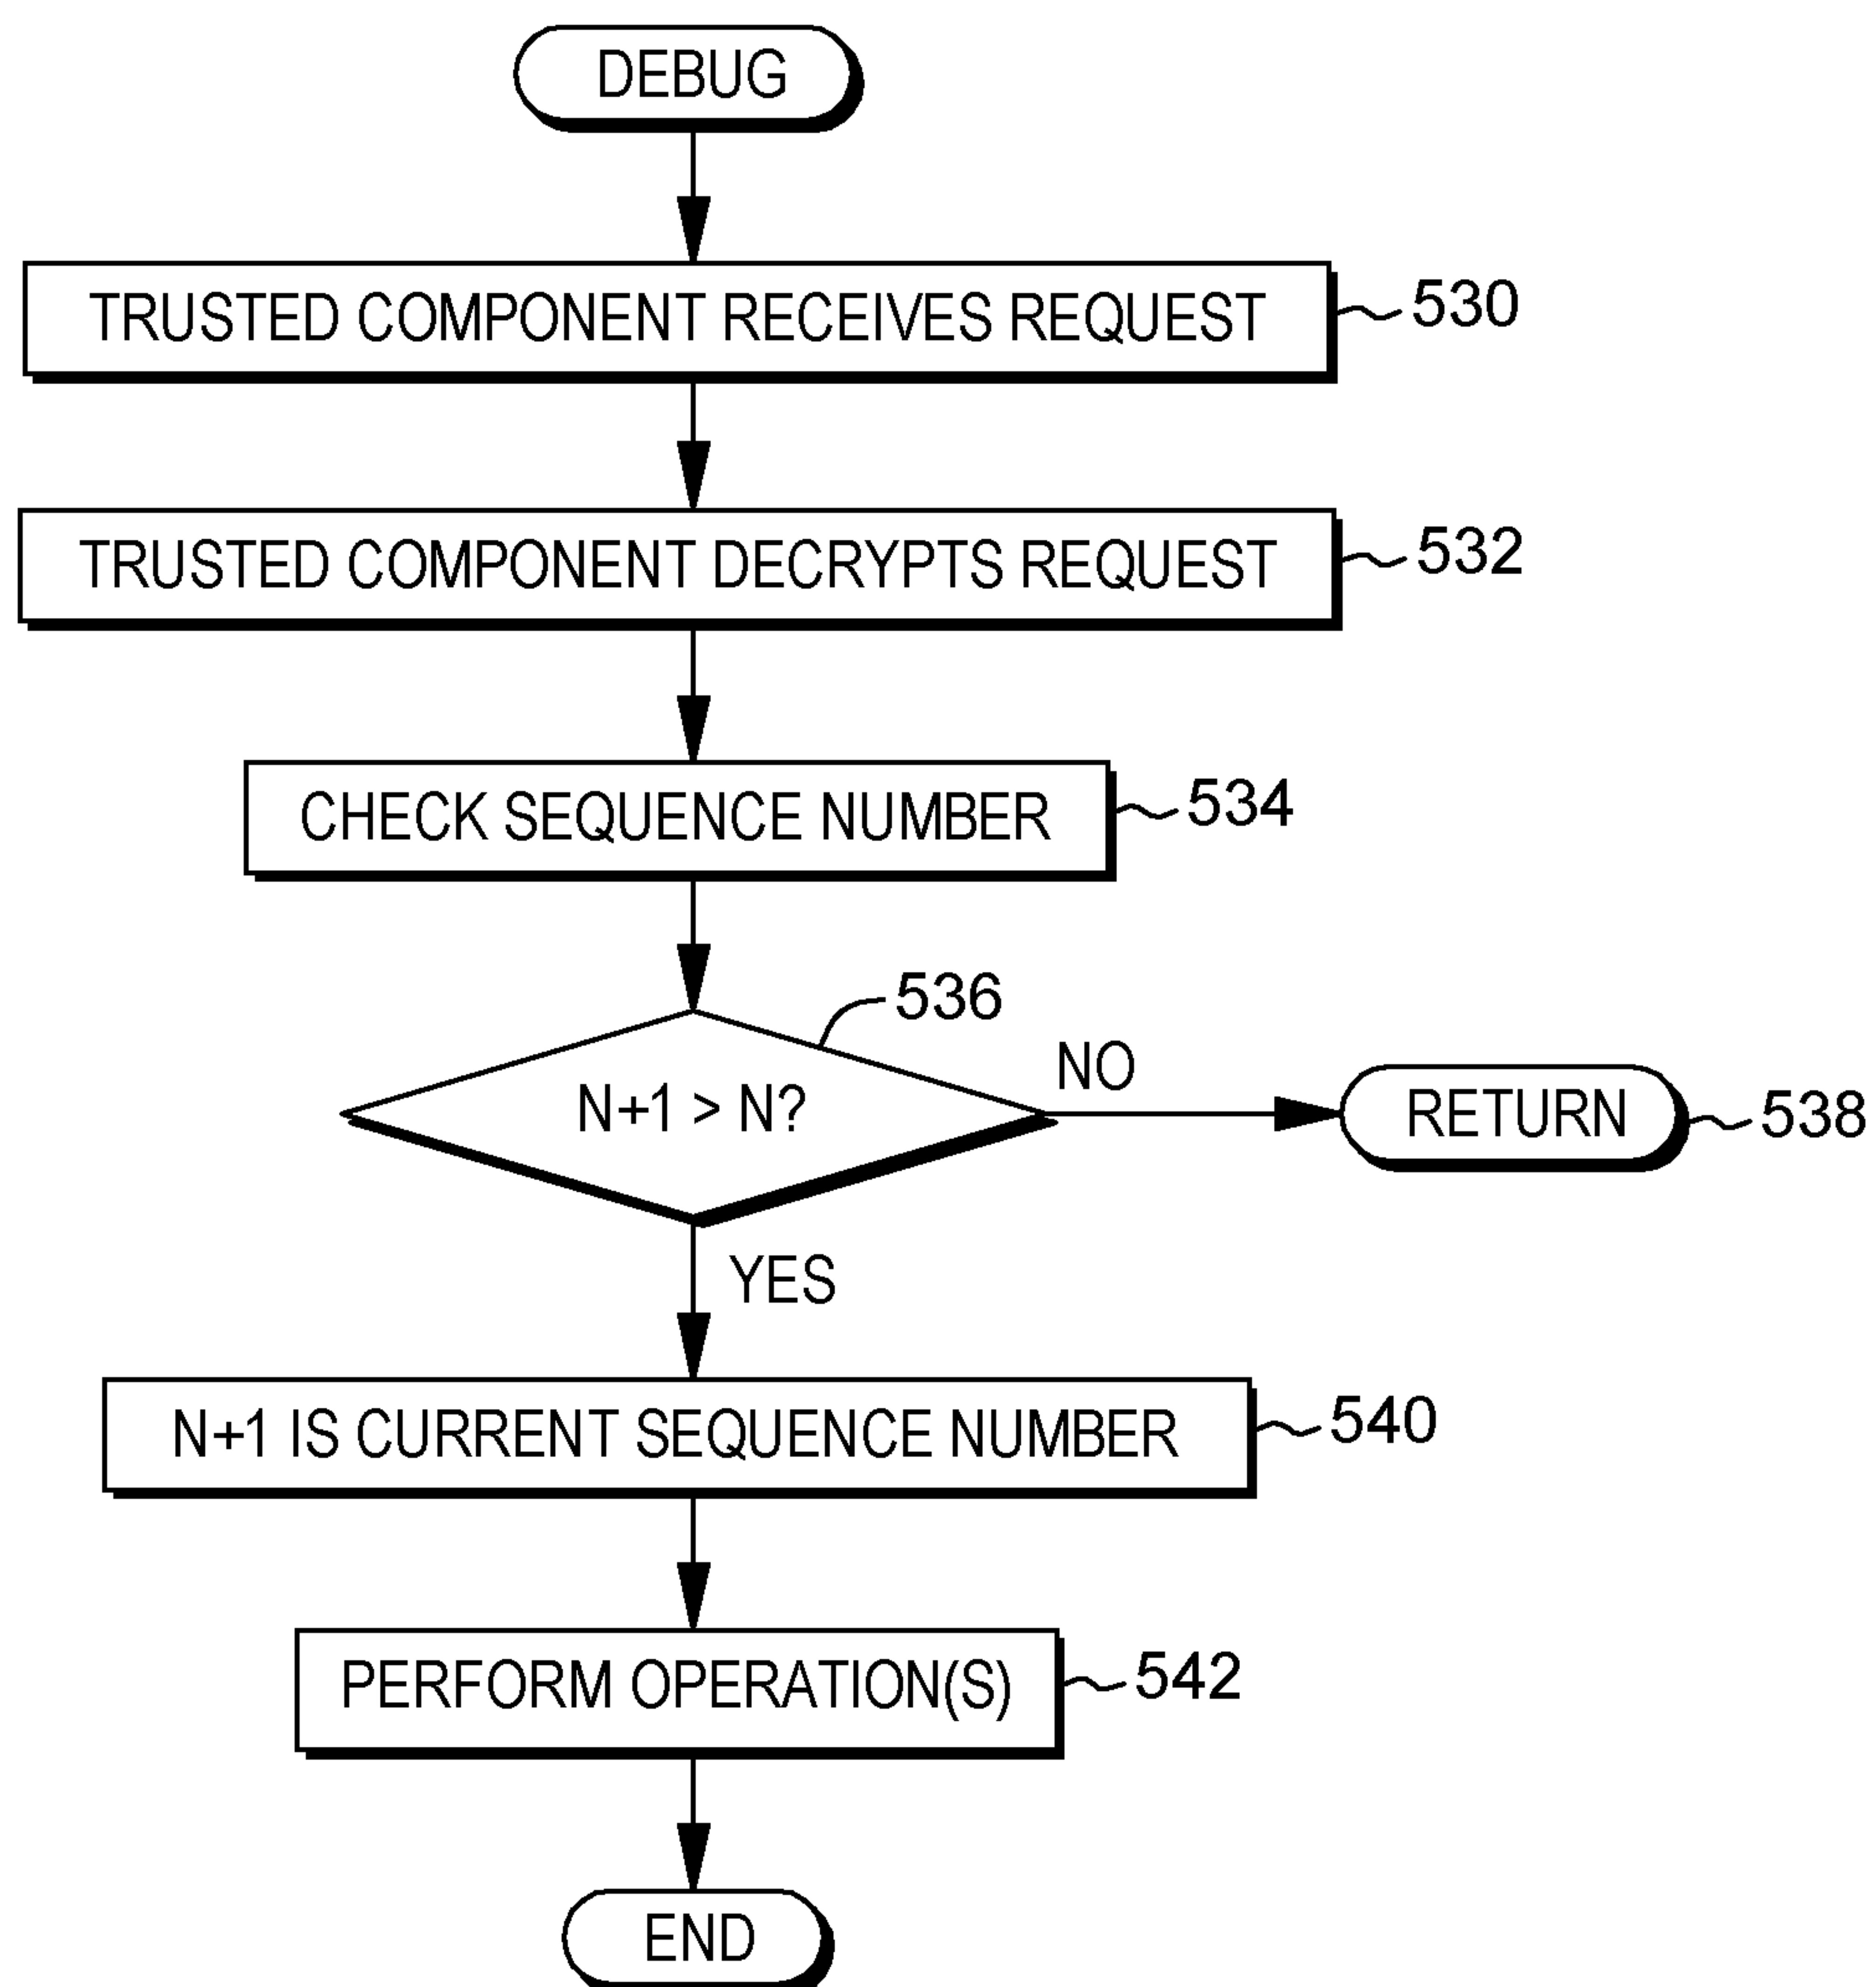 DEBUG
TRUSTED COMPONENT RECEIVES REQUEST
530
TRUSTED COMPONENT DECRYPTS REQUEST
532
CHECK SEQUENCE NUMBER
534
536
N+1 > N?
NO
RETURN
538
YES
N+1 IS CURRENT SEQUENCE NUMBER
540
PERFORM OPERATION(S)
542
END